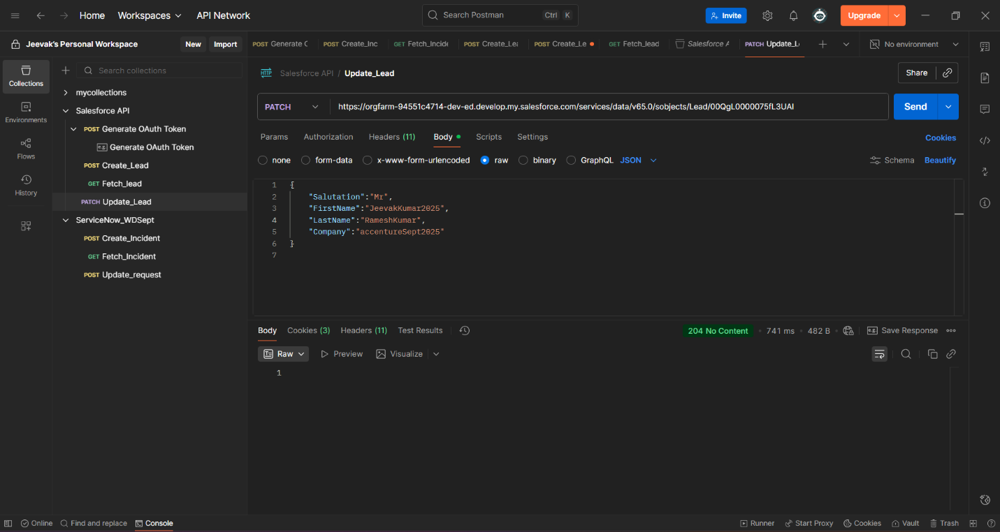 Home Workspaces API Network Search Postman Ctrl K Invite Upgrade
Jeevak's Personal Workspace New Import
POST Generate C POST Create_Inc GET Fetch_Incide POST Create_Lea POST Create_Le GET Fetch_lead Salesforce A PATCH Update_L No environment
Collections
Environments
Flows
History
Search collections
mycollections
Salesforce API
POST Generate OAuth Token
e.g. Generate OAuth Token
POST Create_Lead
GET Fetch_lead
PATCH Update_Lead
ServiceNow_WDSept
POST Create_Incident
GET Fetch_Incident
POST Update_request
HTTP Salesforce API / Update_Lead Share
PATCH https://orgfarm-94551c4714-dev-ed.develop.my.salesforce.com/services/data/v65.0/sobjects/Lead/00QgL0000075fL3UAI Send
Params Authorization Headers (11) Body Scripts Settings Cookies
none form-data x-www-form-urlencoded raw binary GraphQL JSON Schema Beautify
1 {
2 "Salutation":"Mr",
3 "FirstName":"JeevakKumar2025",
4 "LastName":"RameshKumar",
5 "Company":"accentureSept2025"
6 }
7
Body Cookies (3) Headers (11) Test Results 204 No Content • 741 ms • 482 B • e.g. Save Response
Raw Preview Visualize
1
Online Find and replace Console Runner Start Proxy Cookies Vault Trash